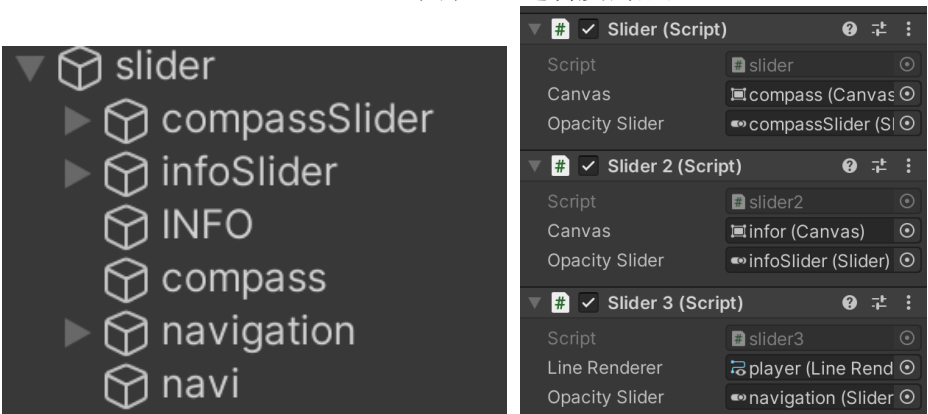 slider
compassSlider
infoSlider
INFO
compass
navigation
navi
Slider (Script)
Script slider
Canvas compass (Canvas
Opacity Slider compassSlider (Sl
Slider 2 (Script)
Script slider2
Canvas infor (Canvas)
Opacity Slider infoSlider (Slider)
Slider 3 (Script)
Script slider3
Line Renderer player (Line Rend
Opacity Slider navigation (Slider